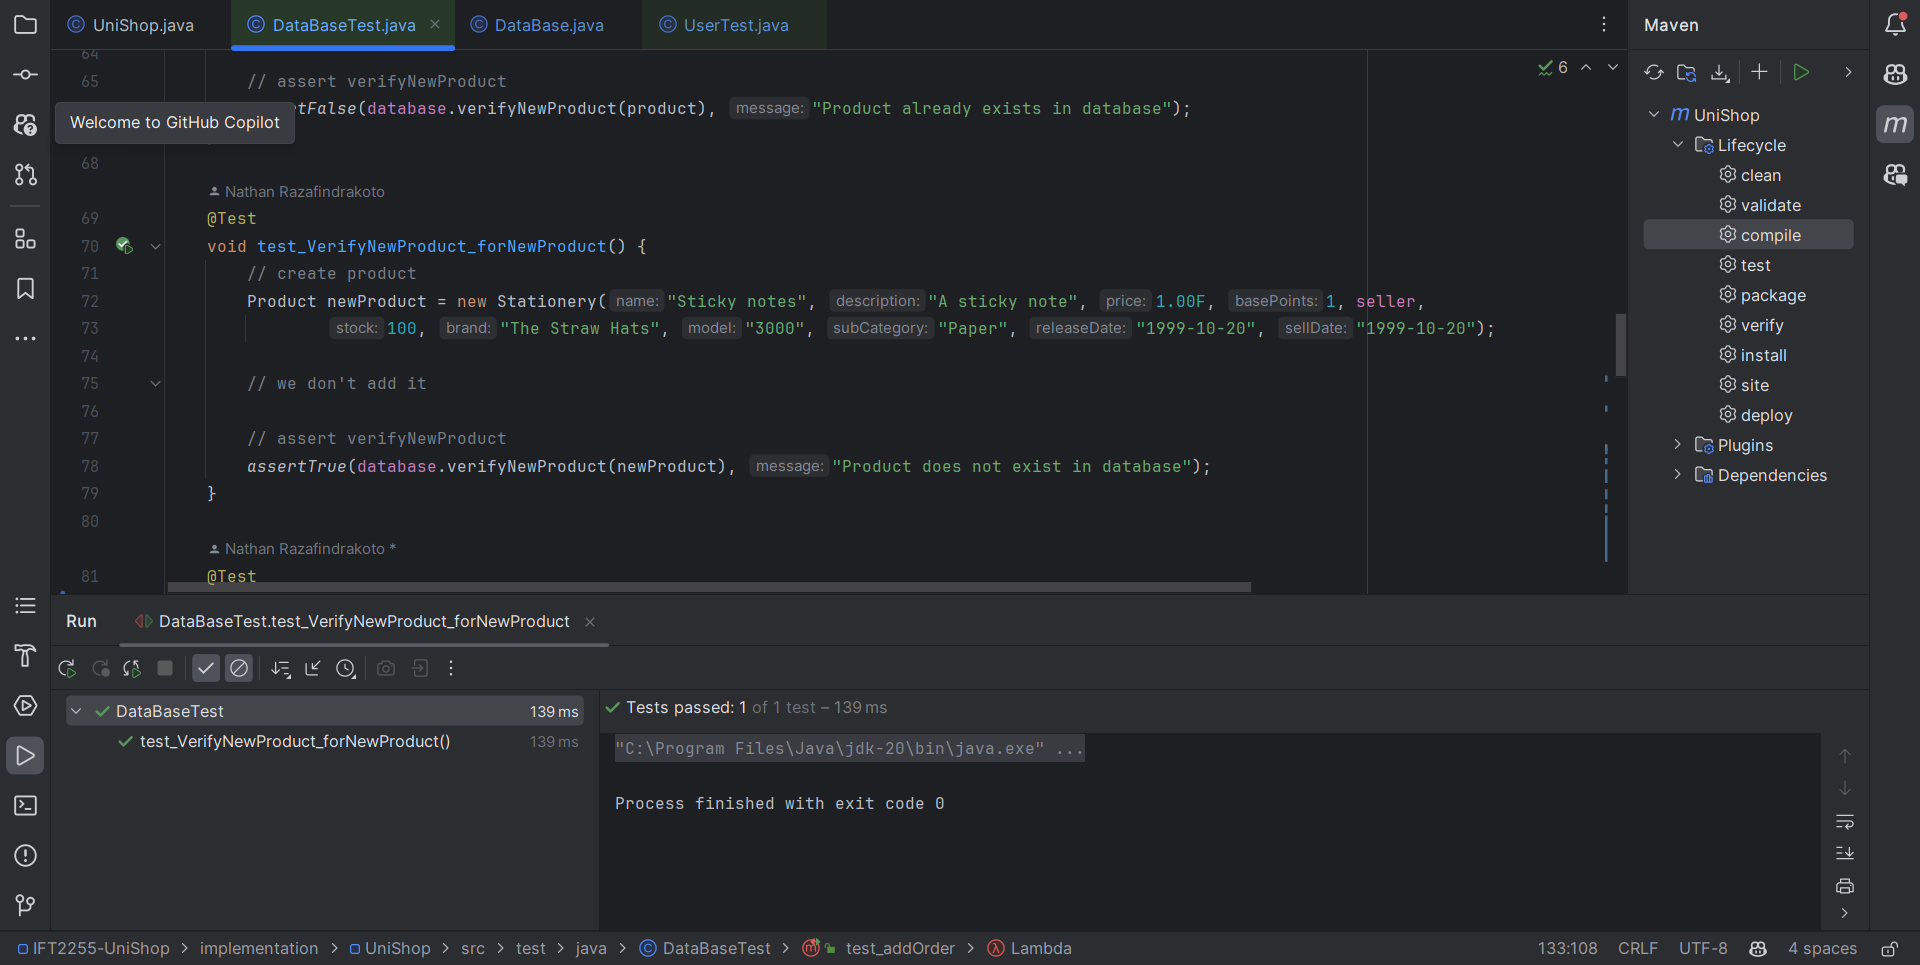 UniShop.java
DataBaseTest.java
DataBase.java
UserTest.java
Maven
64
65 // assert verifyNewProduct
tFalse(database.verifyNewProduct(product), message: "Product already exists in database");
Welcome to GitHub Copilot
6
68
Nathan Razafindrakoto
69 @Test
70 void test_VerifyNewProduct_forNewProduct() {
71 // create product
72 Product newProduct = new Stationery( name: "Sticky notes", description: "A sticky note", price: 1.00F, basePoints: 1, seller,
73 stock: 100, brand: "The Straw Hats", model: "3000", subCategory: "Paper", releaseDate: "1999-10-20", sellDate: "1999-10-20");
74
75 // we don't add it
76
77 // assert verifyNewProduct
78 assertTrue(database.verifyNewProduct(newProduct), message: "Product does not exist in database");
79 }
80
Nathan Razafindrakoto *
81 @Test
m UniShop
Lifecycle
clean
validate
compile
test
package
verify
install
site
deploy
Plugins
Dependencies
m
Run DataBaseTest.test_VerifyNewProduct_forNewProduct
DataBaseTest 139 ms
test_VerifyNewProduct_forNewProduct() 139 ms
Tests passed: 1 of 1 test – 139 ms
"C:\Program Files\Java\jdk-20\bin\java.exe" ...
Process finished with exit code 0
IFT2255-UniShop > implementation > UniShop > src > test > java > DataBaseTest > test_addOrder > Lambda
133:108 CRLF UTF-8 4 spaces